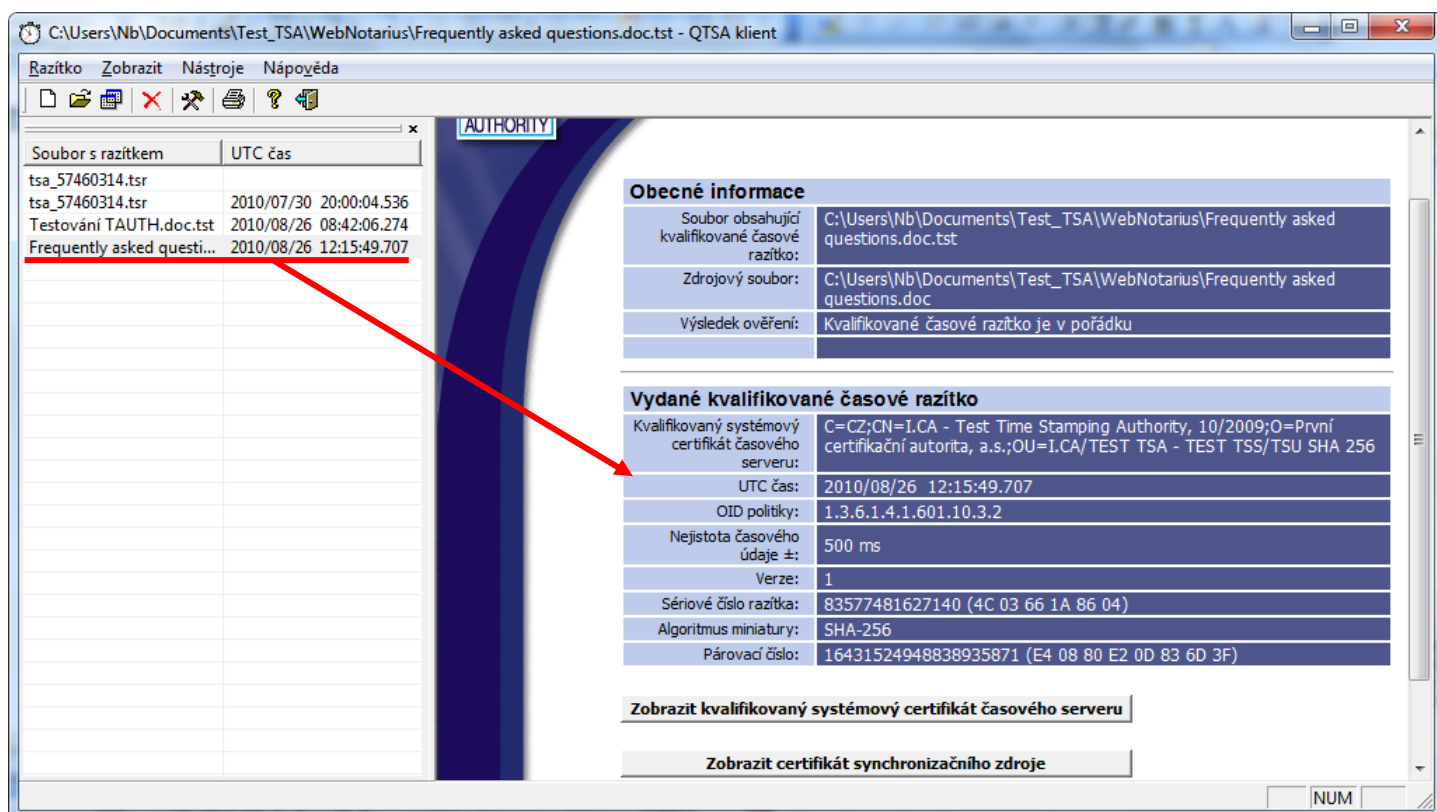 C:\Users\Nb\Documents\Test_TSA\WebNotarius\Frequently asked questions.doc.tst - QTSA klient
Razítko Zobrazit Nástroje Nápověda
AUTHORITY
Soubor s razítkem UTC čas
tsa_57460314.tsr
tsa_57460314.tsr 2010/07/30 20:00:04.536
Testování TAUTH.doc.tst 2010/08/26 08:42:06.274
Frequently asked questi... 2010/08/26 12:15:49.707
Obecné informace
Soubor obsahující
kvalifikované časové
razítko:
C:\Users\Nb\Documents\Test_TSA\WebNotarius\Frequently asked
questions.doc.tst
Zdrojový soubor:
C:\Users\Nb\Documents\Test_TSA\WebNotarius\Frequently asked
questions.doc
Výsledek ověření: Kvalifikované časové razítko je v pořádku
Vydané kvalifikované časové razítko
Kvalifikovaný systémový
certifikát časového
serveru:
C=CZ;CN=I.CA - Test Time Stamping Authority, 10/2009;O=První
certifikační autorita, a.s.;OU=I.CA/TEST TSA - TEST TSS/TSU SHA 256
UTC čas: 2010/08/26 12:15:49.707
OID politiky: 1.3.6.1.4.1.601.10.3.2
Nejistota časového
údaje ±:
500 ms
Verze: 1
Sériové číslo razítka: 83577481627140 (4C 03 66 1A 86 04)
Algoritmus miniatury: SHA-256
Párovací číslo: 16431524948838935871 (E4 08 80 E2 0D 83 6D 3F)
Zobrazit kvalifikovaný systémový certifikát časového serveru
Zobrazit certifikát synchronizačního zdroje
NUM